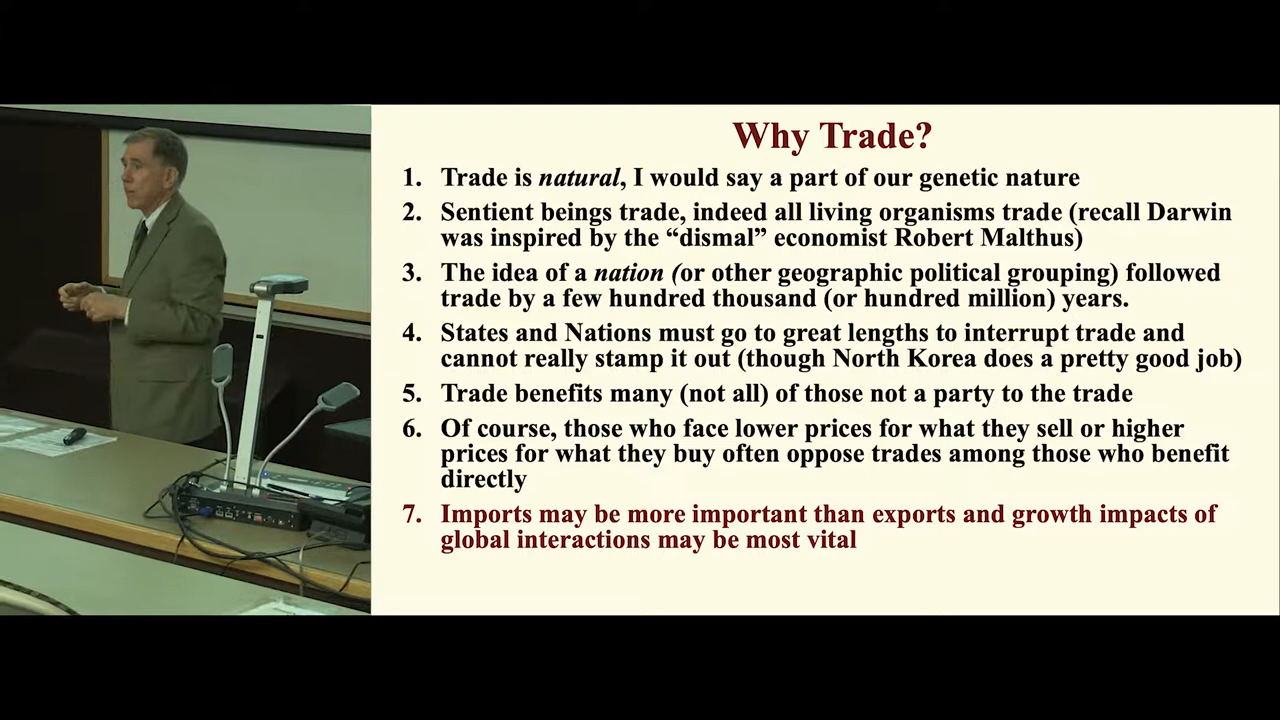 Why Trade?
1. Trade is natural, I would say a part of our genetic nature
2. Sentient beings trade, indeed all living organisms trade (recall Darwin
was inspired by the “dismal” economist Robert Malthus)
3. The idea of a nation (or other geographic political grouping) followed
trade by a few hundred thousand (or hundred million) years.
4. States and Nations must go to great lengths to interrupt trade and
cannot really stamp it out (though North Korea does a pretty good job)
5. Trade benefits many (not all) of those not a party to the trade
6. Of course, those who face lower prices for what they sell or higher
prices for what they buy often oppose trades among those who benefit
directly
7. Imports may be more important than exports and growth impacts of
global interactions may be most vital